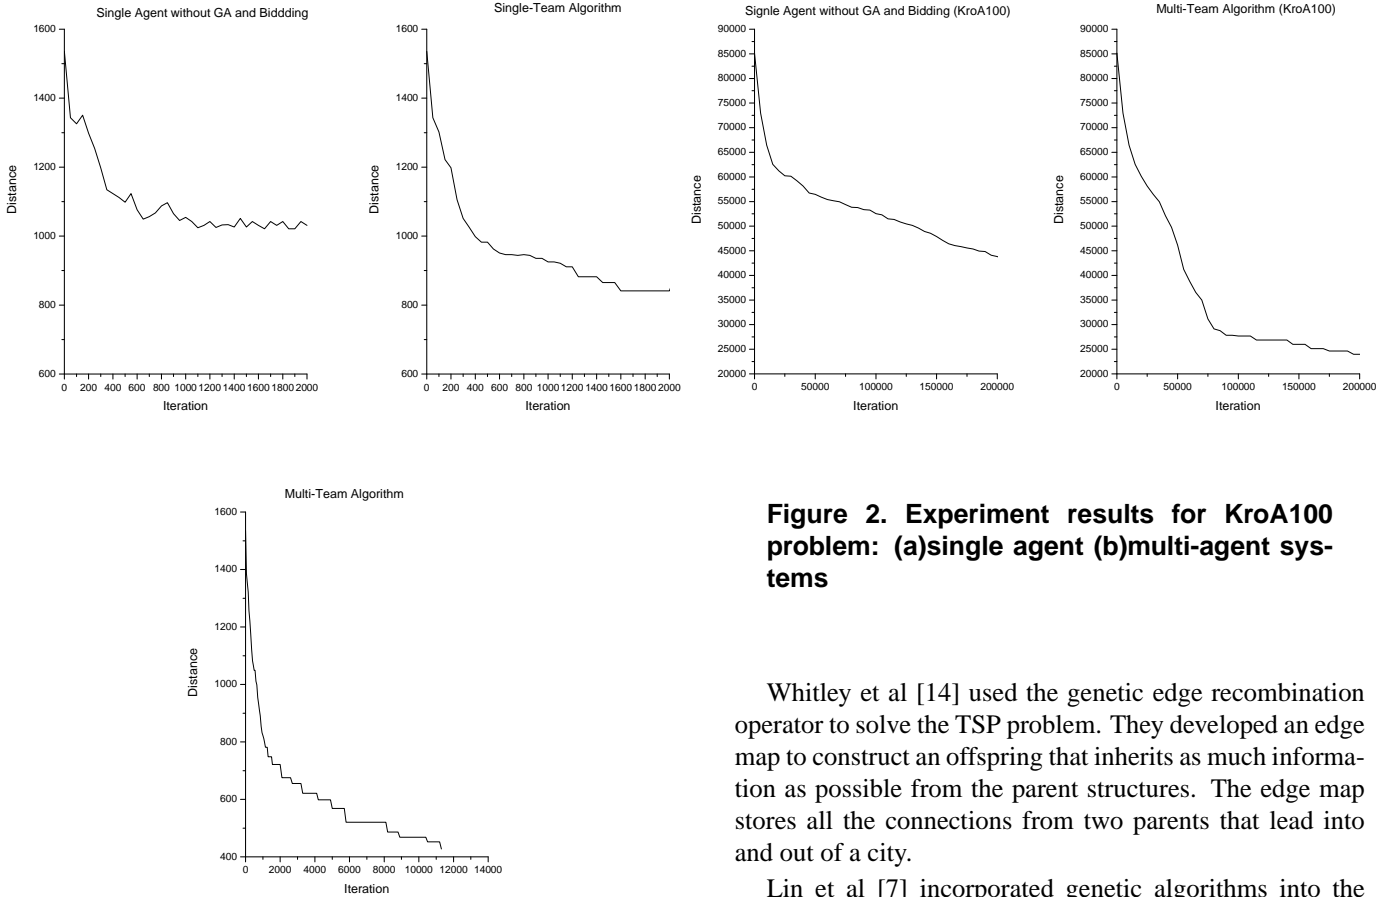 Single Agent without GA and Biddding
1600
1400
1200
1000
800
600
Distance
0 200 400 600 800 1000 1200 1400 1600 1800 2000
Iteration
Single-Team Algorithm
1600
1400
1200
1000
800
600
Distance
0 200 400 600 800 1000 1200 1400 1600 1800 2000
Iteration
Signle Agent without GA and Bidding (KroA100)
90000
85000
80000
75000
70000
65000
60000
55000
50000
45000
40000
35000
30000
25000
20000
Distance
0 50000 100000 150000 200000
Iteration
Multi-Team Algorithm (KroA100)
90000
85000
80000
75000
70000
65000
60000
55000
50000
45000
40000
35000
30000
25000
20000
Distance
0 50000 100000 150000 200000
Iteration
Multi-Team Algorithm
1600
1400
1200
1000
800
600
400
Distance
0 2000 4000 6000 8000 10000 12000 14000
Iteration
Figure 2. Experiment results for KroA100
problem: (a)single agent (b)multi-agent sys-
tems
Whitley et al [14] used the genetic edge recombination
operator to solve the TSP problem. They developed an edge
map to construct an offspring that inherits as much informa-
tion as possible from the parent structures. The edge map
stores all the connections from two parents that lead into
and out of a city.
Lin et al [7] incorporated genetic algorithms into the